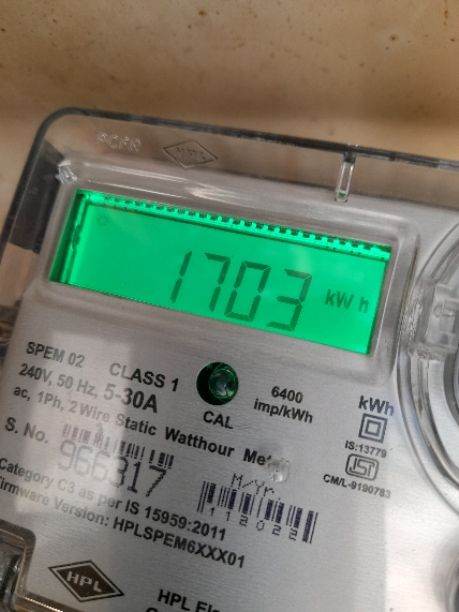 1703 kWh
SPEM 02 CLASS 1
240V, 50 Hz, 5-30A
ac, 1Ph, 2 Wire Static Watthour
CAL
6400
imp/kWh
kWh
IS:13779
ISI
CM/L-9190783
S. No.
M/Yr.
Category C3 as per IS 15959:2011
Firmware Version: HPLSPEM6XXX01
HPL
HPL